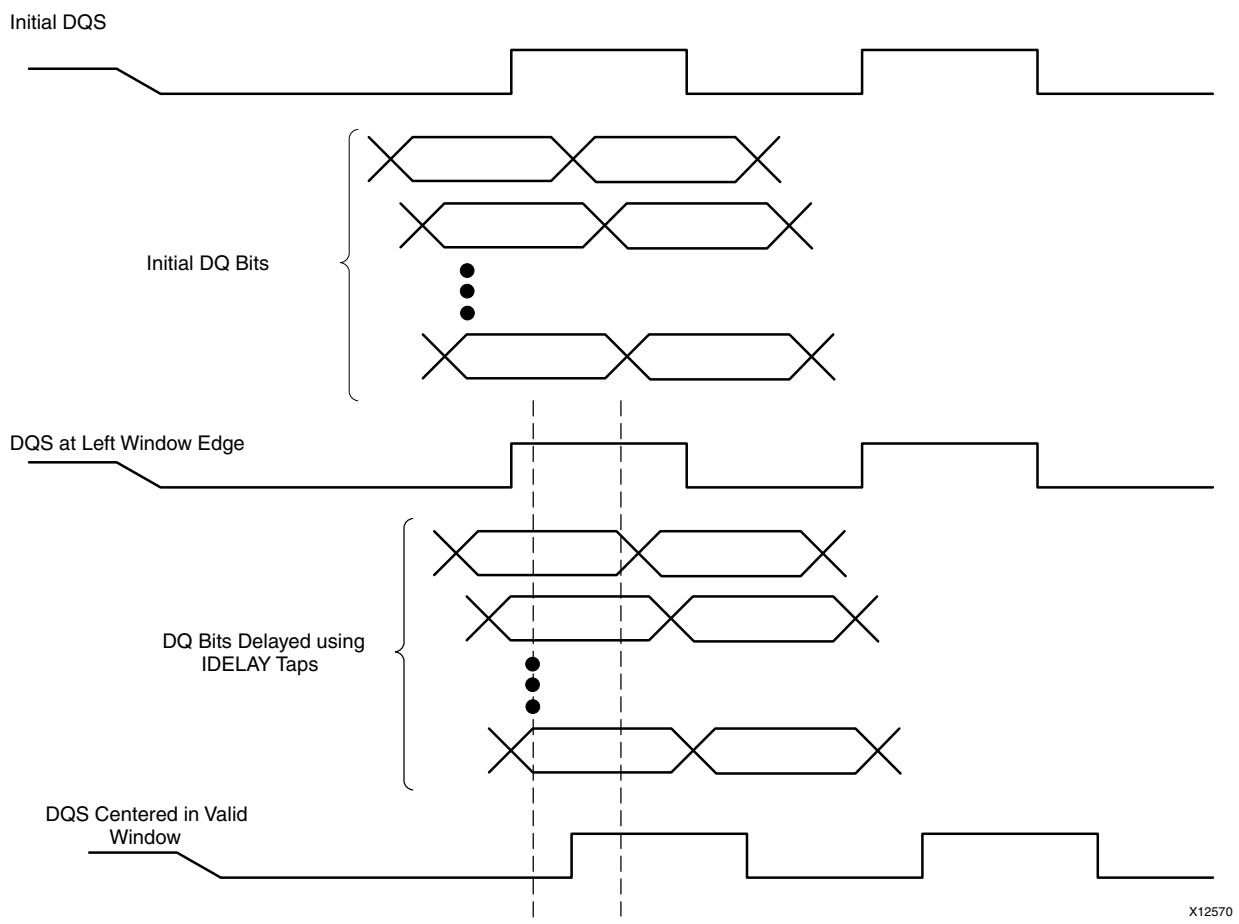 Initial DQS
Initial DQ Bits
DQS at Left Window Edge
DQ Bits Delayed using
IDELAY Taps
DQS Centered in Valid
Window
X12570